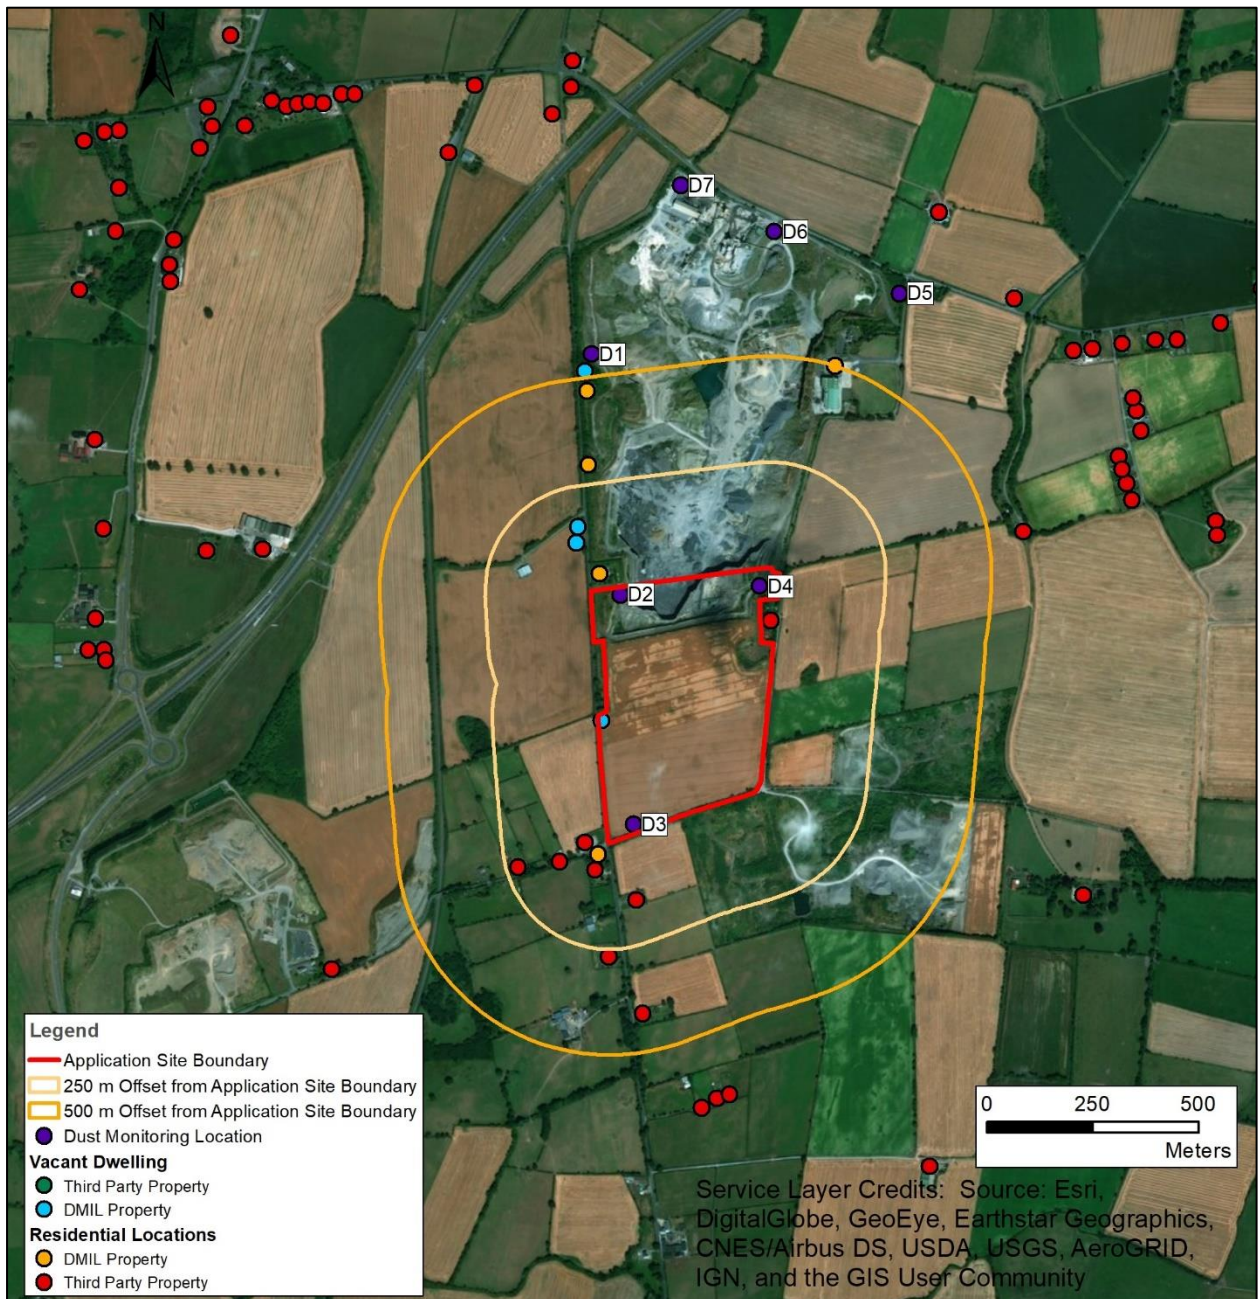 N
D7
D6
D5
D1
D2
D4
D3
Legend
Application Site Boundary
250 m Offset from Application Site Boundary
500 m Offset from Application Site Boundary
Dust Monitoring Location
Vacant Dwelling
Third Party Property
DMIL Property
Residential Locations
DMIL Property
Third Party Property
0 250 500
Meters
Service Layer Credits: Source: Esri,
DigitalGlobe, GeoEye, Earthstar Geographics,
CNES/Airbus DS, USDA, USGS, AeroGRID,
IGN, and the GIS User Community